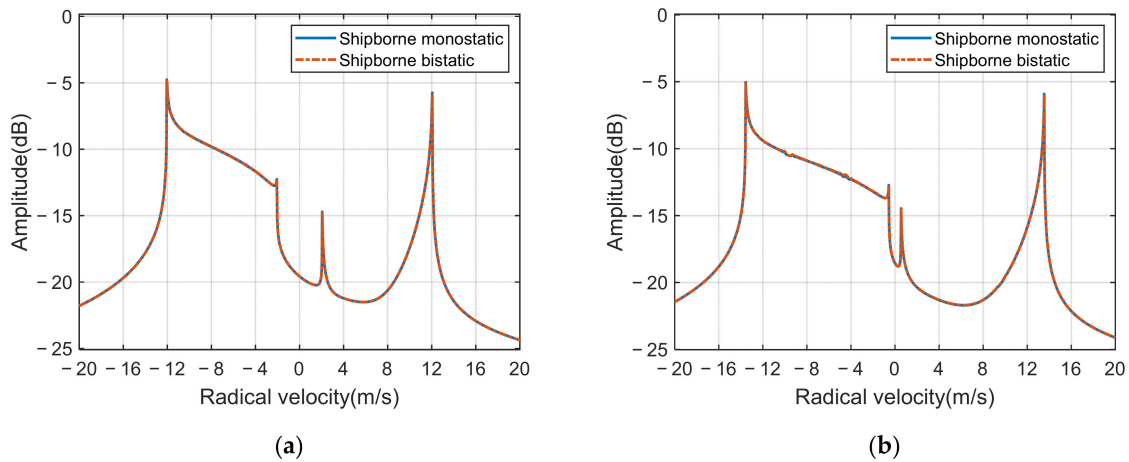 0
−5
−10
−15
−20
−25
Amplitude(dB)
Shipborne monostatic
Shipborne bistatic
−20 −16 −12 −8 −4 0 4 8 12 16 20
Radical velocity(m/s)
(a)
0
−5
−10
−15
−20
−25
Amplitude(dB)
Shipborne monostatic
Shipborne bistatic
−20 −16 −12 −8 −4 0 4 8 12 16 20
Radical velocity(m/s)
(b)